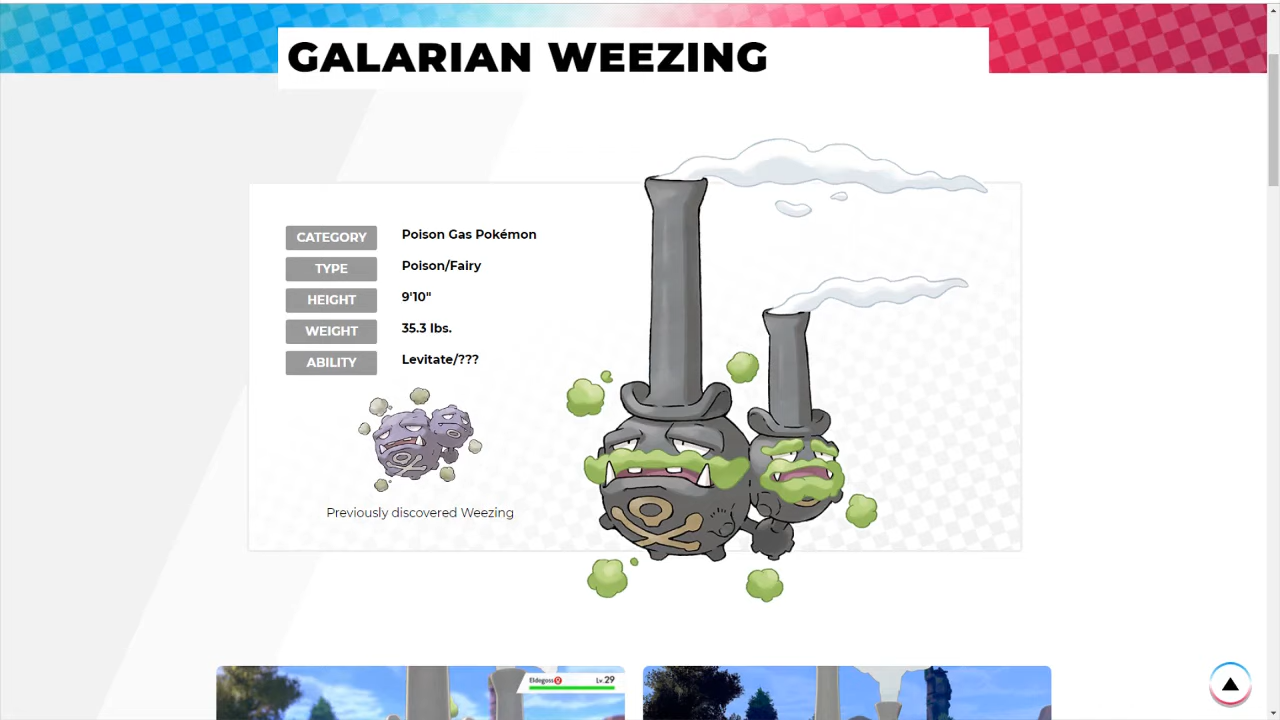 GALARIAN WEEZING
CATEGORY Poison Gas Pokémon
TYPE Poison/Fairy
HEIGHT 9'10"
WEIGHT 35.3 lbs.
ABILITY Levitate/???
Previously discovered Weezing
Eldegoss Lv. 29